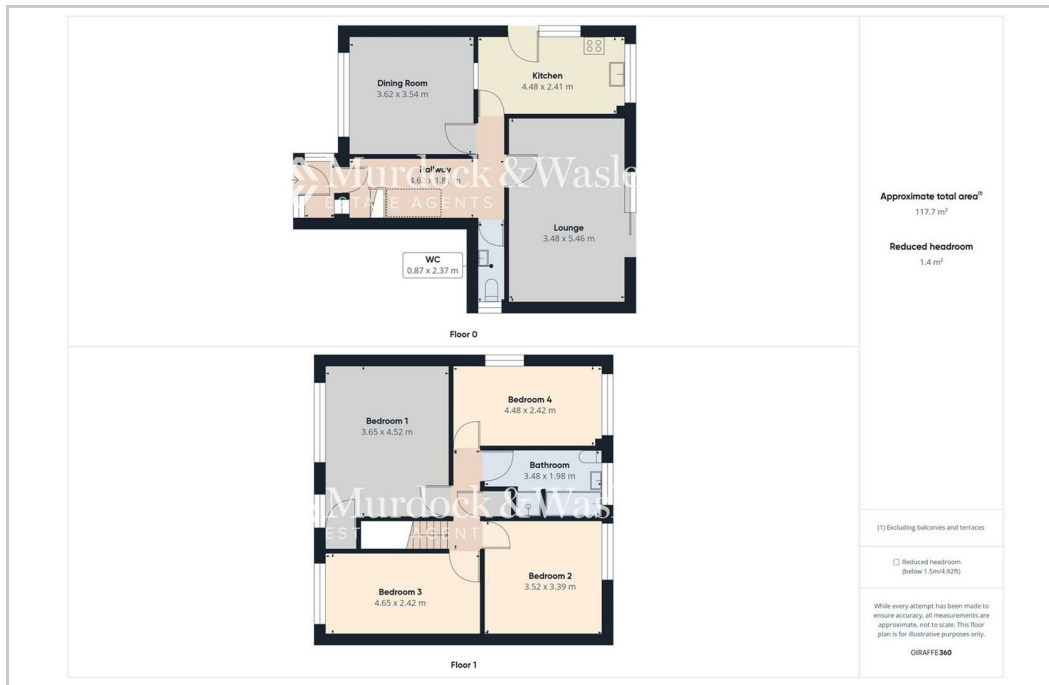 Dining Room
3.62 x 3.54 m
Kitchen
4.48 x 2.41 m
Hallway
Murdock & Wasle
ESTATE AGENTS
Lounge
3.48 x 5.46 m
WC
0.87 x 2.37 m
Floor 0
Approximate total area(1)
117.7 m²
Reduced headroom
1.4 m²
Bedroom 1
3.65 x 4.52 m
Bedroom 4
4.48 x 2.42 m
Bathroom
3.48 x 1.98 m
Murdock & Wasle
ESTATE AGENTS
Bedroom 3
4.65 x 2.42 m
Bedroom 2
3.52 x 3.39 m
Floor 1
(1) Excluding balconies and terraces
Reduced headroom
(below 1.5m/4.92ft)
While every attempt has been made to
ensure accuracy, all measurements are
approximate, not to scale. This floor
plan is for illustrative purposes only.
GIRAFFE360